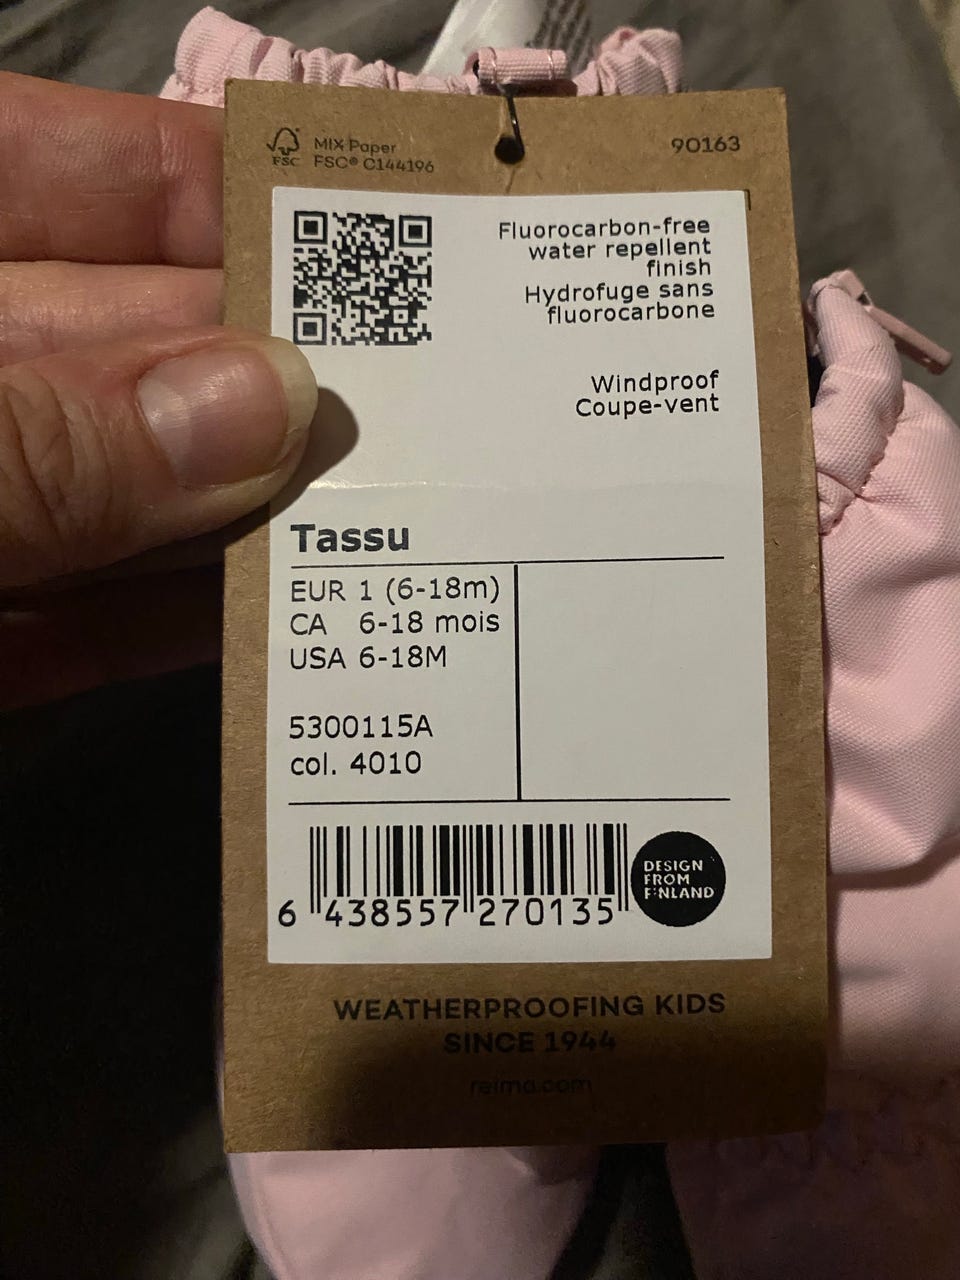 FSC
MIX Paper
FSC® C144196
90163
Fluorocarbon-free
water repellent
finish
Hydrofuge sans
fluorocarbone
Windproof
Coupe-vent
Tassu
EUR 1 (6-18m)
CA 6-18 mois
USA 6-18M
5300115A
col. 4010
6 438557 270135
DESIGN
FROM
FINLAND
WEATHERPROOFING KIDS
SINCE 1944
reima.com